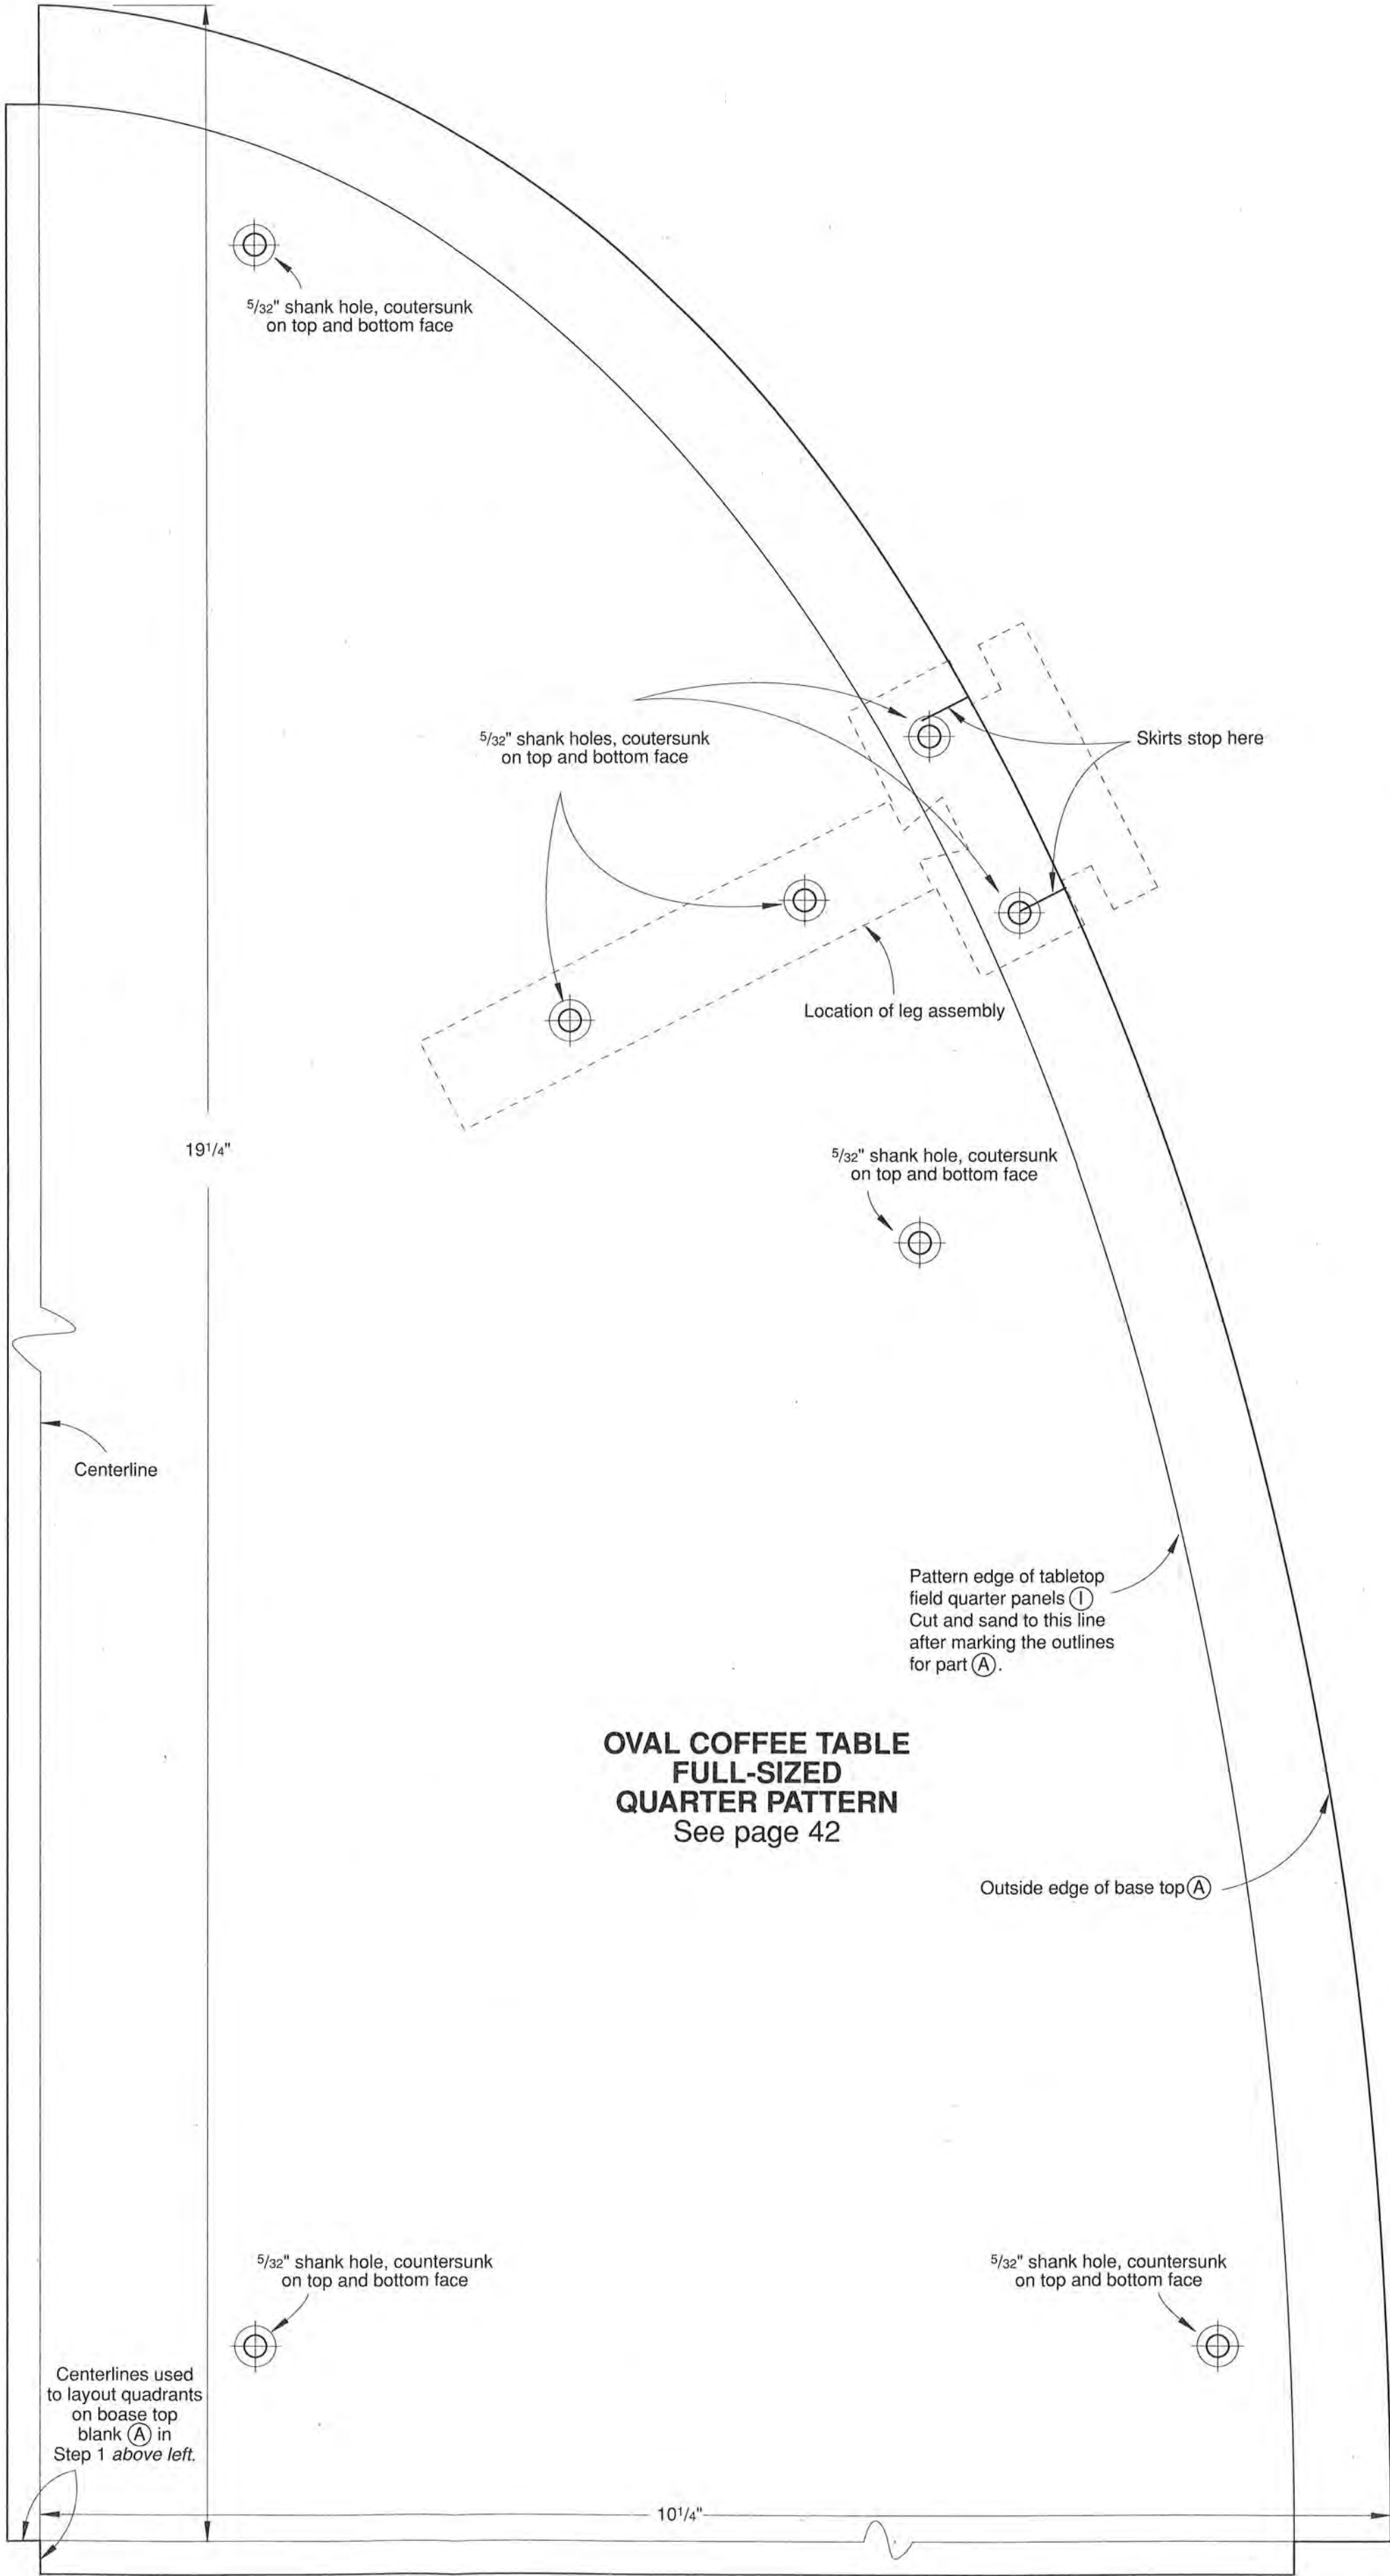 5/32" shank hole, coutersunk
on top and bottom face
5/32" shank holes, coutersunk
on top and bottom face
Skirts stop here
Location of leg assembly
19 1/4"
5/32" shank hole, coutersunk
on top and bottom face
Centerline
Pattern edge of tabletop
field quarter panels Ⓘ
Cut and sand to this line
after marking the outlines
for part Ⓐ.
OVAL COFFEE TABLE
FULL-SIZED
QUARTER PATTERN
See page 42
Outside edge of base top Ⓐ
5/32" shank hole, countersunk
on top and bottom face
5/32" shank hole, countersunk
on top and bottom face
Centerlines used
to layout quadrants
on boase top
blank Ⓐ in
Step 1 above left.
10 1/4"